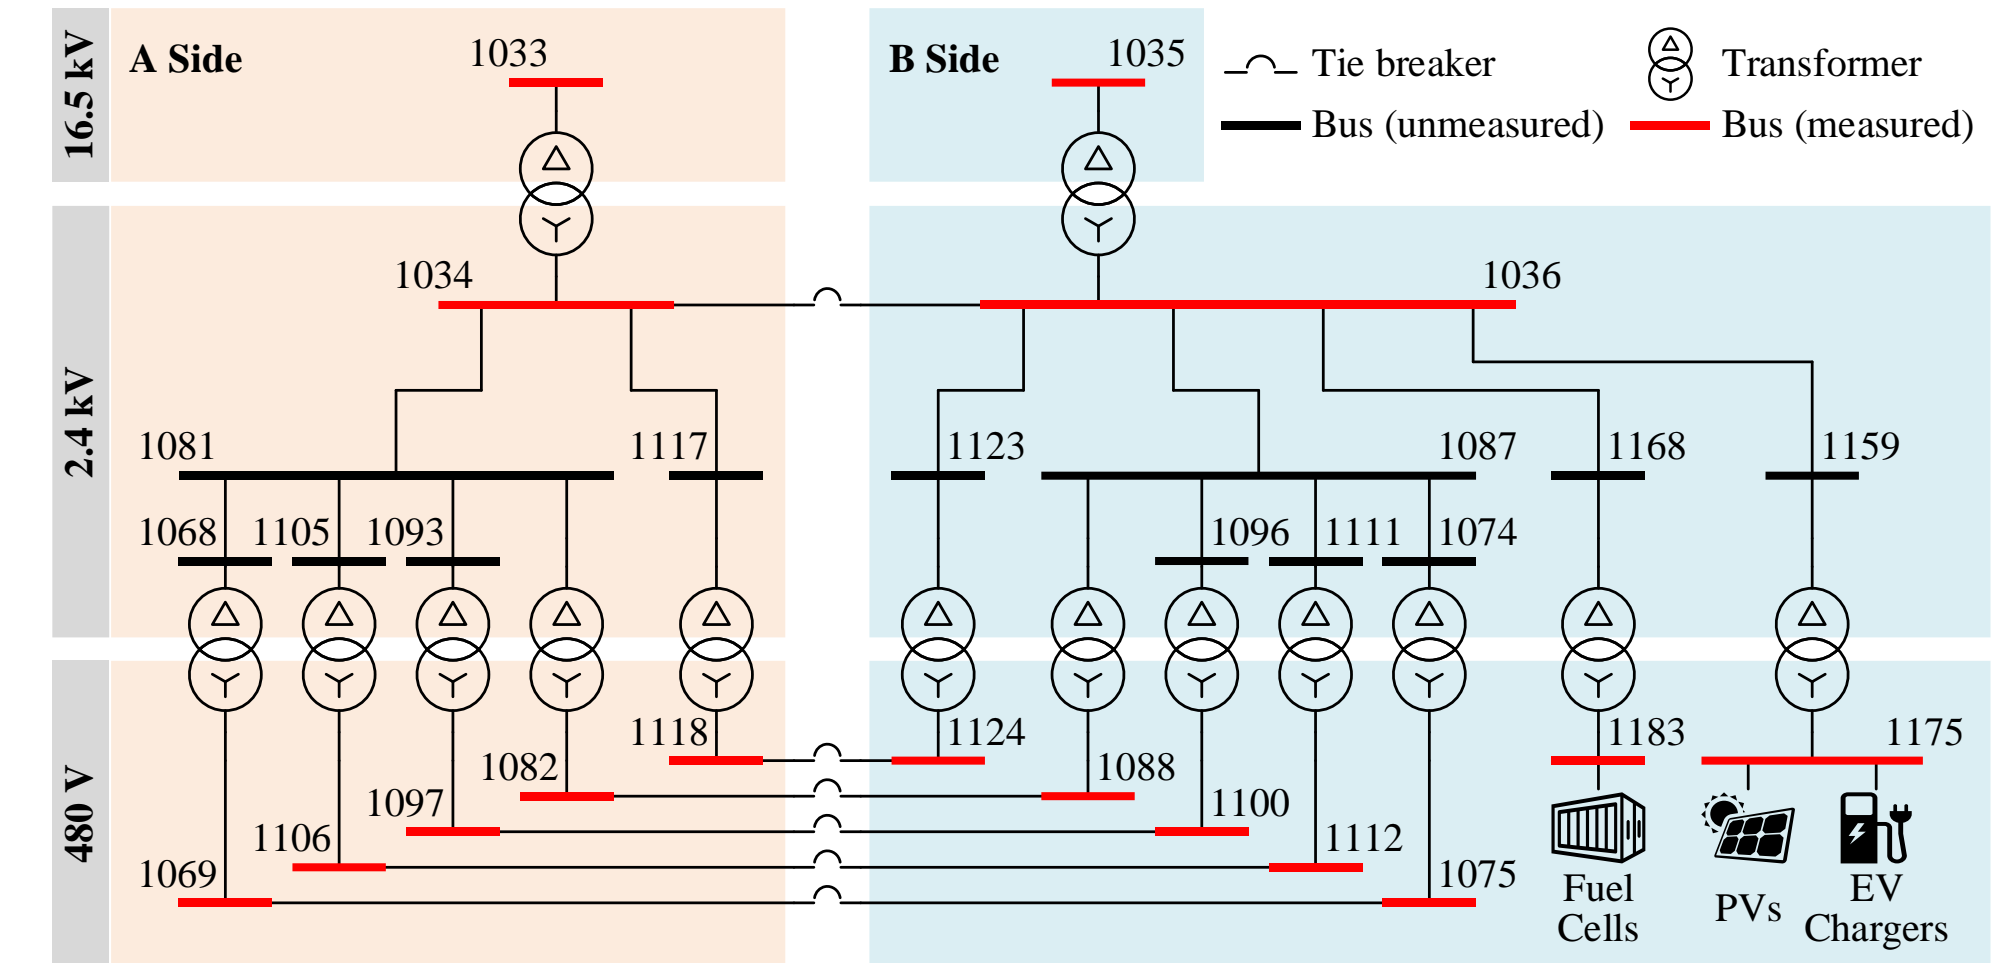 16.5 kV
A Side
1033
B Side
1035
Tie breaker
Transformer
Bus (unmeasured)
Bus (measured)
2.4 kV
1034
1036
1081
1117
1123
1087
1168
1159
1068
1105
1093
1096
1111
1074
480 V
1118
1124
1183
1175
1082
1088
1097
1100
1106
1112
1069
1075
Fuel
Cells
PVs
EV
Chargers